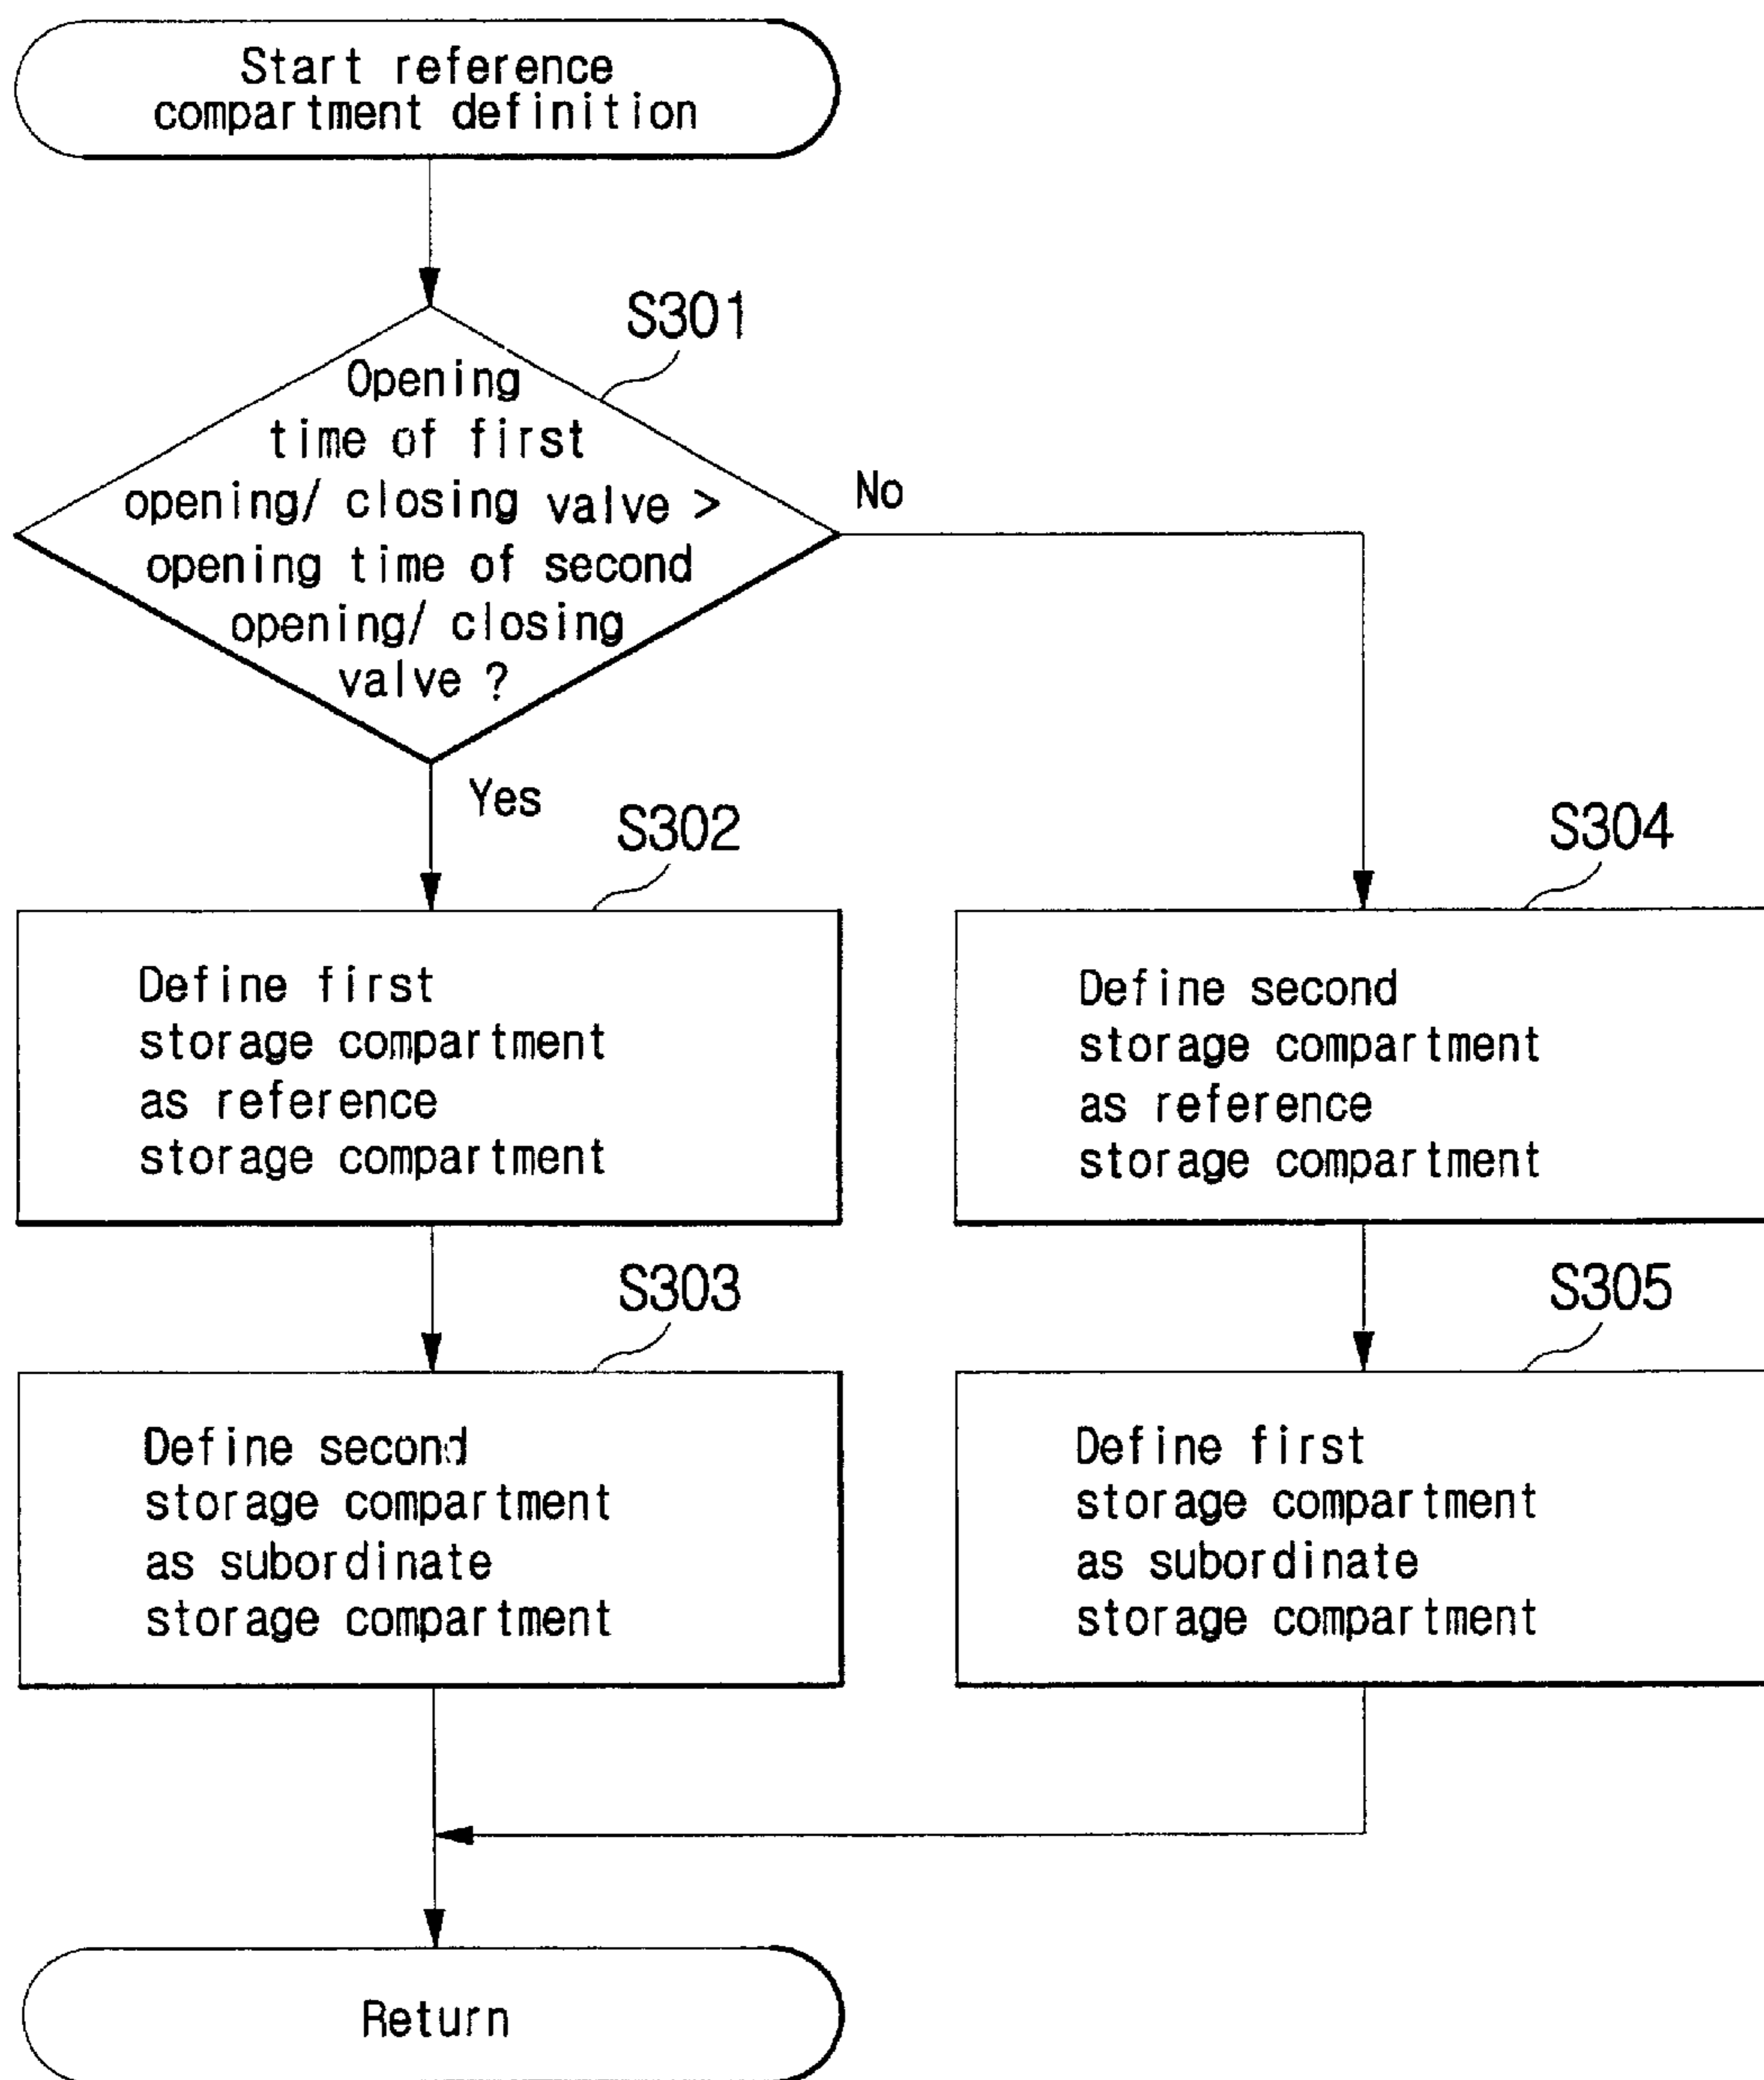 Start reference
compartment definition
S301
Opening
time of first
opening/ closing valve >
opening time of second
opening/ closing
valve ?
No
Yes
S302
Define first
storage compartment
as reference
storage compartment
S304
Define second
storage compartment
as reference
storage compartment
S303
Define second
storage compartment
as subordinate
storage compartment
S305
Define first
storage compartment
as subordinate
storage compartment
Return